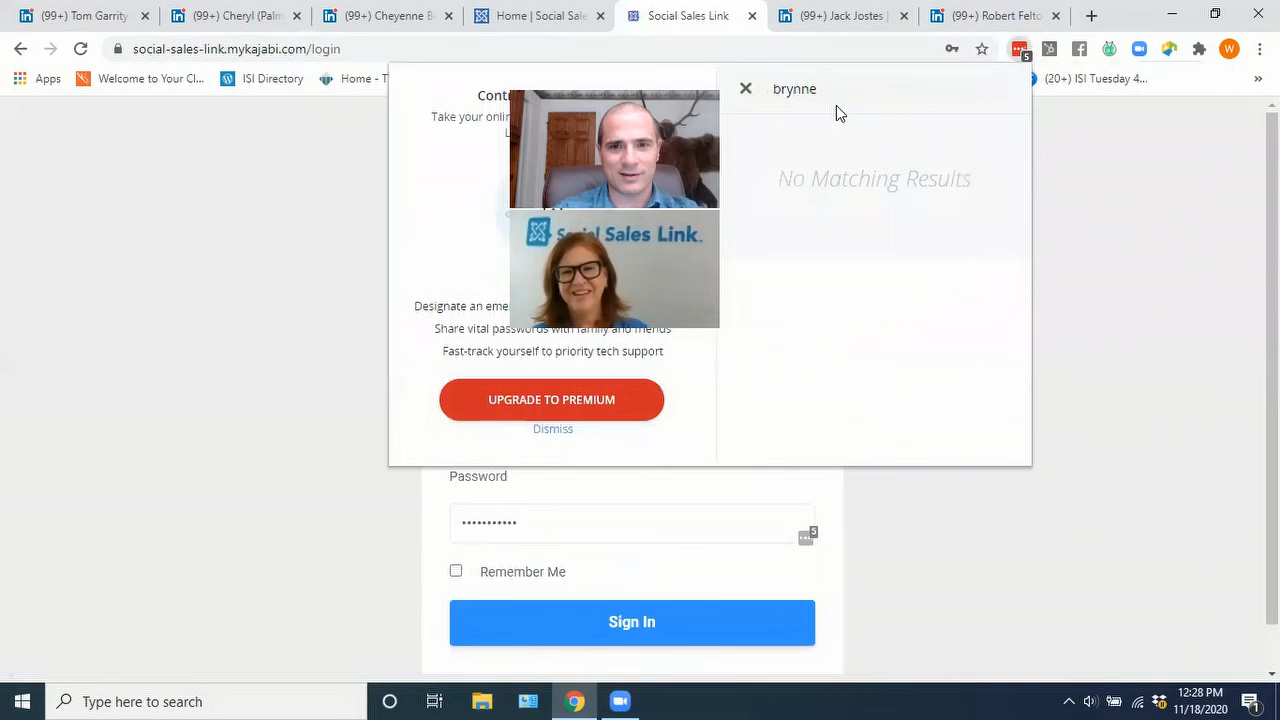 (99+) Tom Garrity
(99+) Cheryl Palm
(99+) Cheyenne B
Home | Social Sale
Social Sales Link
(99+) Jack Jostes |
(99+) Robert Felto
social-sales-link.mykajabi.com/login
5
W
Apps
Welcome to Your Cl...
ISI Directory
Home - T
(20+) ISI Tuesday 4...
brynne
Take your onlin
No Matching Results
Social Sales Link
Designate an eme
Share vital passwords with family and friends
Fast-track yourself to priority tech support
UPGRADE TO PREMIUM
Dismiss
Password
5
Remember Me
Sign In
Type here to search
12:28 PM
11/18/2020
1